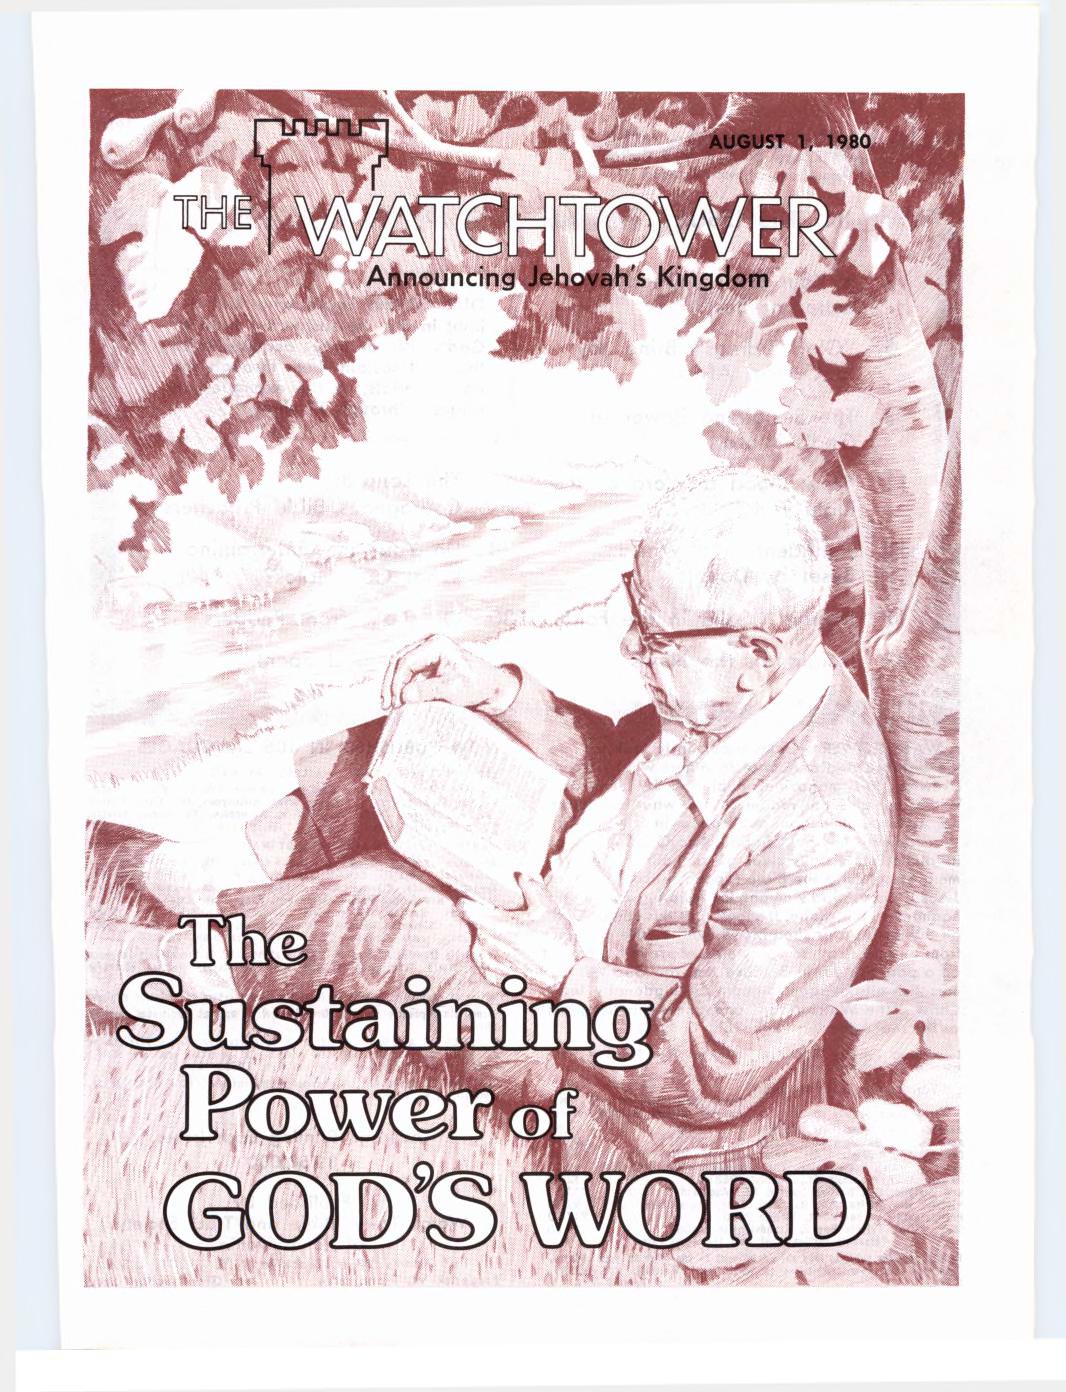 AUGUST 1, 1980
THE WATCHTOWER
Announcing Jehovah's Kingdom
The
Sustaining
Power of
GOD'S WORD